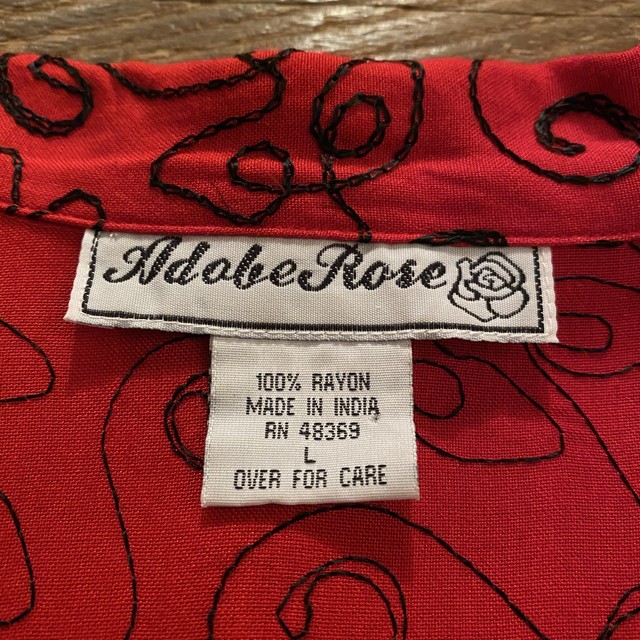 AdobeRose
100% RAYON
MADE IN INDIA
RN 48369
L
OVER FOR CARE